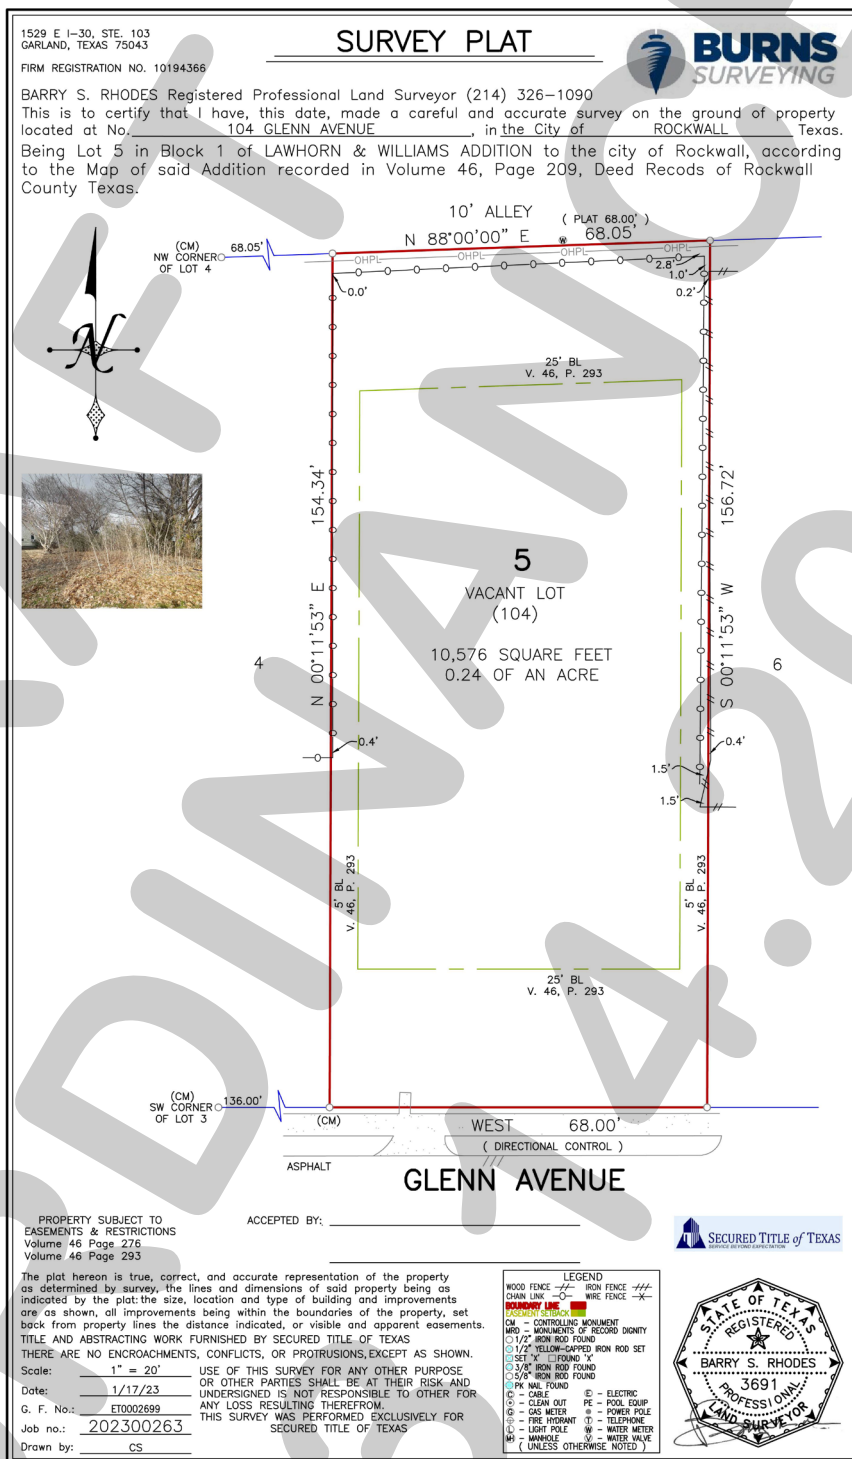 1529 E I-30, STE. 103
GARLAND, TEXAS 75043
FIRM REGISTRATION NO. 10194366
SURVEY PLAT
BURNS
SURVEYING
BARRY S. RHODES Registered Professional Land Surveyor (214) 326-1090
This is to certify that I have, this date, made a careful and accurate survey on the ground of property
located at No. 104 GLENN AVENUE, in the City of ROCKWALL Texas.
Being Lot 5 in Block 1 of LAWHORN & WILLIAMS ADDITION to the city of Rockwall, according
to the Map of said Addition recorded in Volume 46, Page 209, Deed Recods of Rockwall
County Texas.
10' ALLEY
( PLAT 68.00' )
N 88°00'00" E
W
68.05'
(CM)
NW CORNER
OF LOT 4
68.05'
OHPL
OHPL
OHPL
2.8'
1.0'
0.0'
0.2'
N
25' BL
V. 46, P. 293
154.34'
156.72'
N 00°11'53" E
S 00°11'53" W
5
VACANT LOT
(104)
10,576 SQUARE FEET
0.24 OF AN ACRE
4
6
0.4'
0.4'
1.5'
1.5'
5' BL
V. 46, P. 293
5' BL
V. 46, P. 293
25' BL
V. 46, P. 293
(CM)
SW CORNER
OF LOT 3
136.00'
(CM)
WEST 68.00'
( DIRECTIONAL CONTROL )
ASPHALT
GLENN AVENUE
PROPERTY SUBJECT TO
EASEMENTS & RESTRICTIONS
Volume 46 Page 276
Volume 46 Page 293
ACCEPTED BY:
SECURED TITLE of TEXAS
SERVICE BEYOND EXPECTATION
The plat hereon is true, correct, and accurate representation of the property
as determined by survey, the lines and dimensions of said property being as
indicated by the plat: the size, location and type of building and improvements
are as shown, all improvements being within the boundaries of the property, set
back from property lines the distance indicated, or visible and apparent easements.
TITLE AND ABSTRACTING WORK FURNISHED BY SECURED TITLE OF TEXAS
THERE ARE NO ENCROACHMENTS, CONFLICTS, OR PROTRUSIONS, EXCEPT AS SHOWN.
Scale: 1" = 20'
Date: 1/17/23
G. F. No.: ET0002699
Job no.: 202300263
Drawn by: CS
USE OF THIS SURVEY FOR ANY OTHER PURPOSE
OR OTHER PARTIES SHALL BE AT THEIR RISK AND
UNDERSIGNED IS NOT RESPONSIBLE TO OTHER FOR
ANY LOSS RESULTING THEREFROM.
THIS SURVEY WAS PERFORMED EXCLUSIVELY FOR
SECURED TITLE OF TEXAS
LEGEND
WOOD FENCE IRON FENCE
CHAIN LINK WIRE FENCE
BOUNDARY LINE
EASEMENT/SETBACK
CM - CONTROLLING MONUMENT
MRD - MONUMENTS OF RECORD DIGNITY
1/2" IRON ROD FOUND
1/2" YELLOW-CAPPED IRON ROD SET
SET 'X' FOUND 'X'
3/8" IRON ROD FOUND
5/8" IRON ROD FOUND
PK NAIL FOUND
C - CABLE E - ELECTRIC
- CLEAN OUT PE - POOL EQUIP
G - GAS METER - POWER POLE
- FIRE HYDRANT T - TELEPHONE
L - LIGHT POLE W - WATER METER
MH - MANHOLE V - WATER VALVE
( UNLESS OTHERWISE NOTED )
STATE OF TEXAS
REGISTERED
BARRY S. RHODES
3691
PROFESSIONAL
LAND SURVEYOR